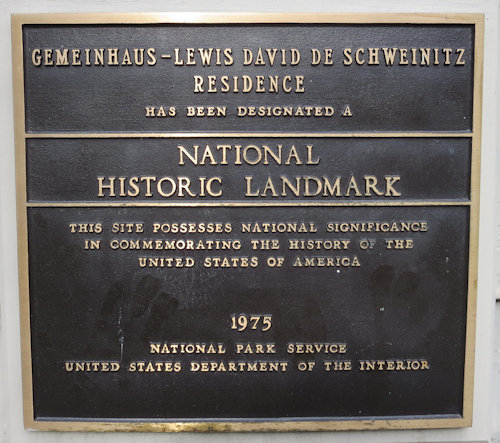 GEMEINHAUS-LEWIS DAVID DE SCHWEINITZ
RESIDENCE
HAS BEEN DESIGNATED A
NATIONAL
HISTORIC LANDMARK
THIS SITE POSSESSES NATIONAL SIGNIFICANCE
IN COMMEMORATING THE HISTORY OF THE
UNITED STATES OF AMERICA
1975
NATIONAL PARK SERVICE
UNITED STATES DEPARTMENT OF THE INTERIOR